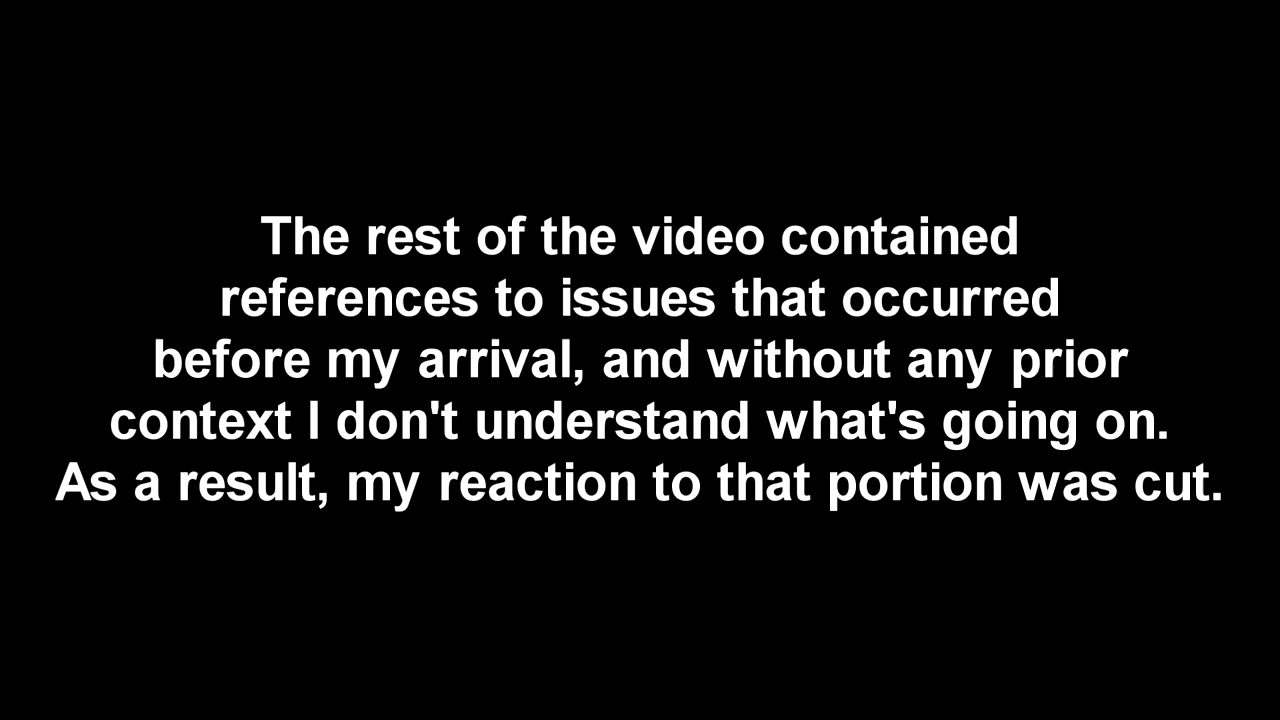 The rest of the video contained
references to issues that occurred
before my arrival, and without any prior
context I don't understand what's going on.
As a result, my reaction to that portion was cut.